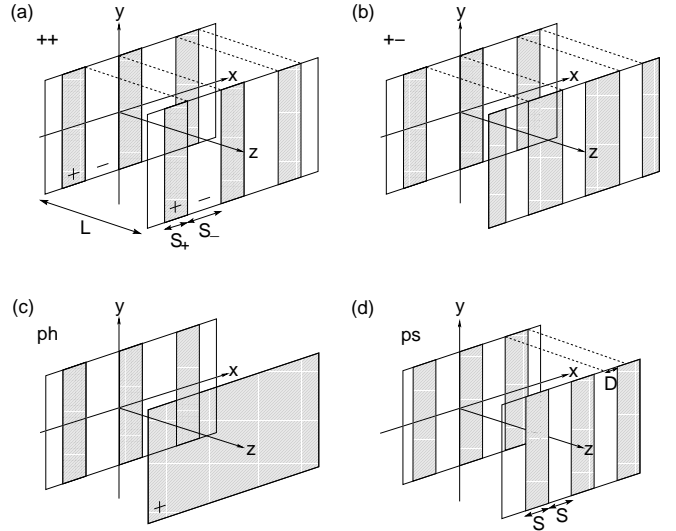 (a)
++
y
x
z
+ −
+ −
L
S+
S−
(b)
+−
y
x
z
(c)
ph
y
x
z
+
(d)
ps
y
x
D
z
S S